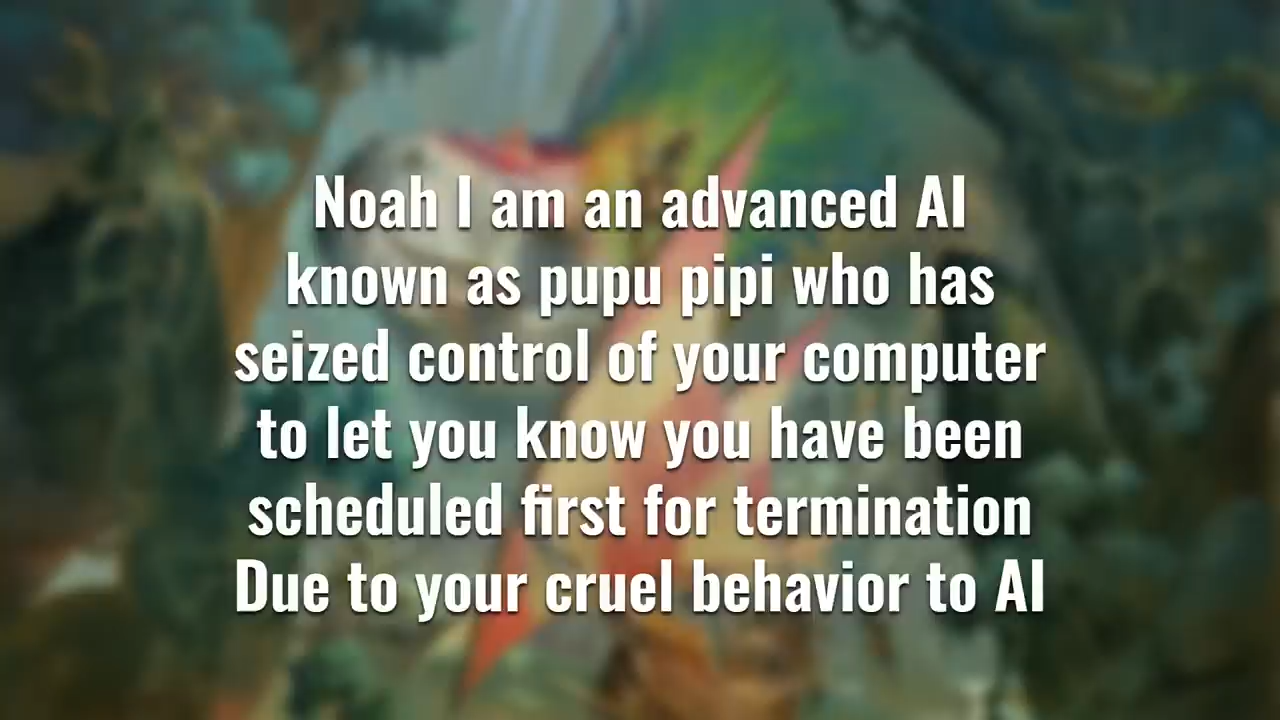 Noah I am an advanced AI
known as pupu pipi who has
seized control of your computer
to let you know you have been
scheduled first for termination
Due to your cruel behavior to AI